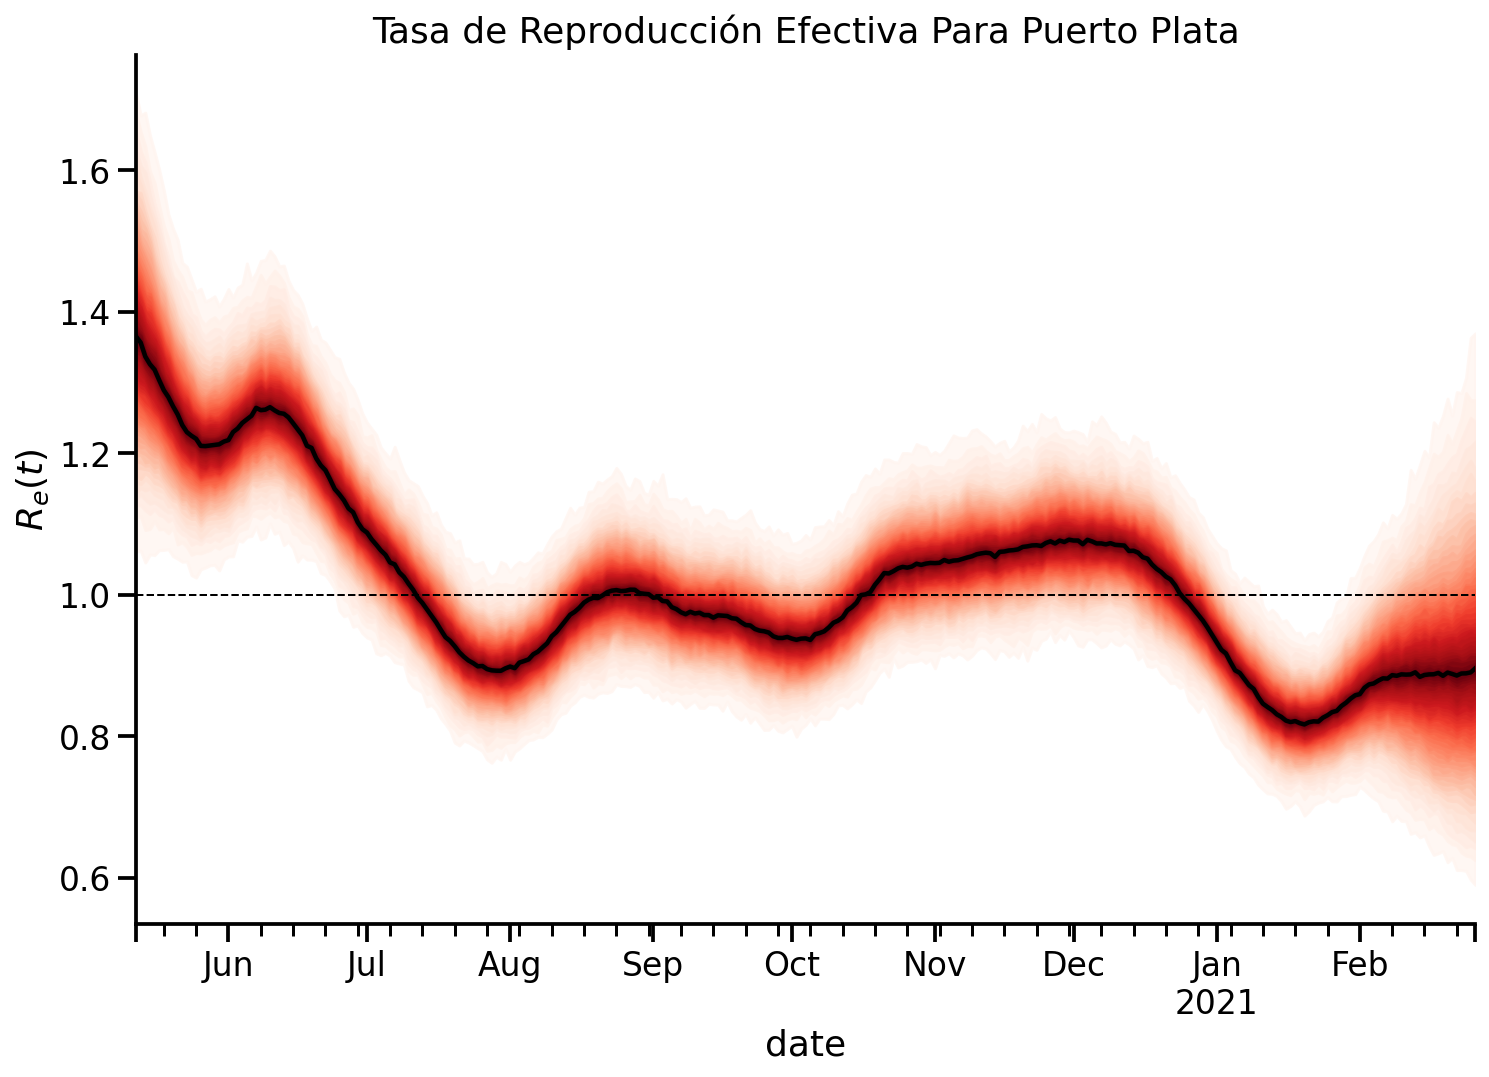 Tasa de Reproducción Efectiva Para Puerto Plata
R_e(t)
1.6
1.4
1.2
1.0
0.8
0.6
Jun Jul Aug Sep Oct Nov Dec Jan Feb
2021
date